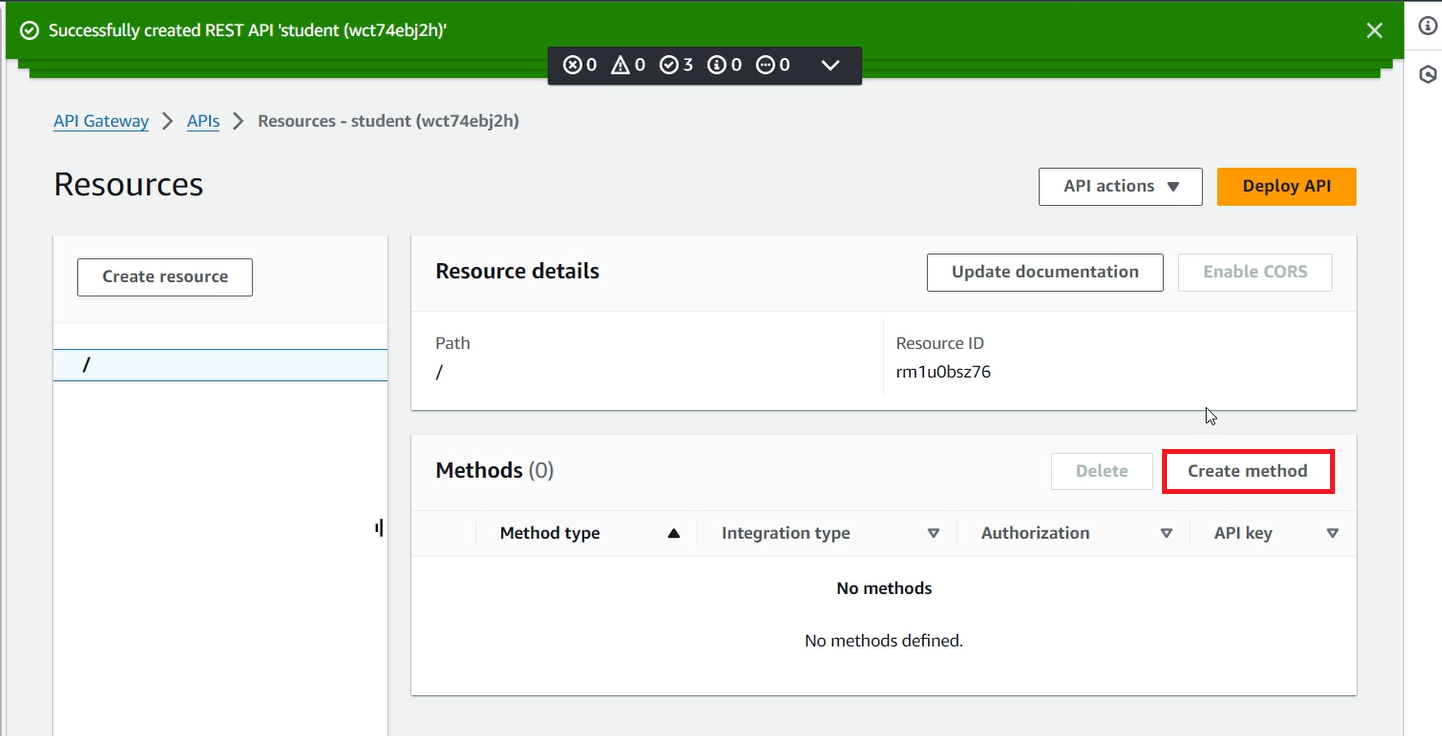 Successfully created REST API 'student (wct74ebj2h)'
0 0 3 0 0
API Gateway APIs Resources - student (wct74ebj2h)
Resources
API actions
Deploy API
Create resource
/
Resource details
Update documentation
Enable CORS
Path
/
Resource ID
rm1u0bsz76
Methods (0)
Delete
Create method
Method type Integration type Authorization API key
No methods
No methods defined.